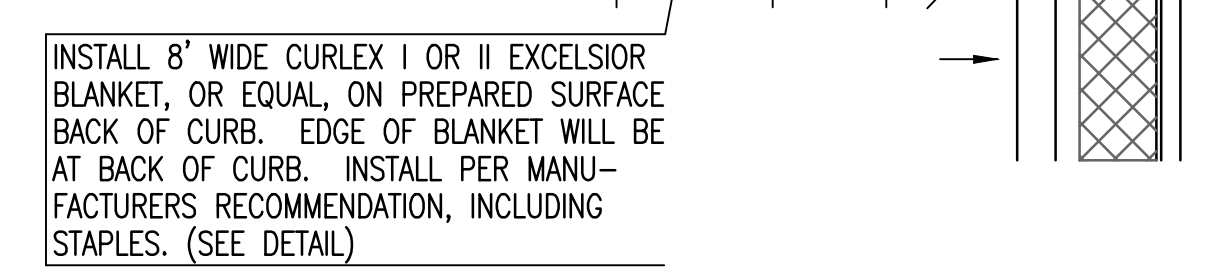 INSTALL 8' WIDE CURLEX I OR II EXCELSIOR
BLANKET, OR EQUAL, ON PREPARED SURFACE
BACK OF CURB. EDGE OF BLANKET WILL BE
AT BACK OF CURB. INSTALL PER MANU-
FACTURERS RECOMMENDATION, INCLUDING
STAPLES. (SEE DETAIL)